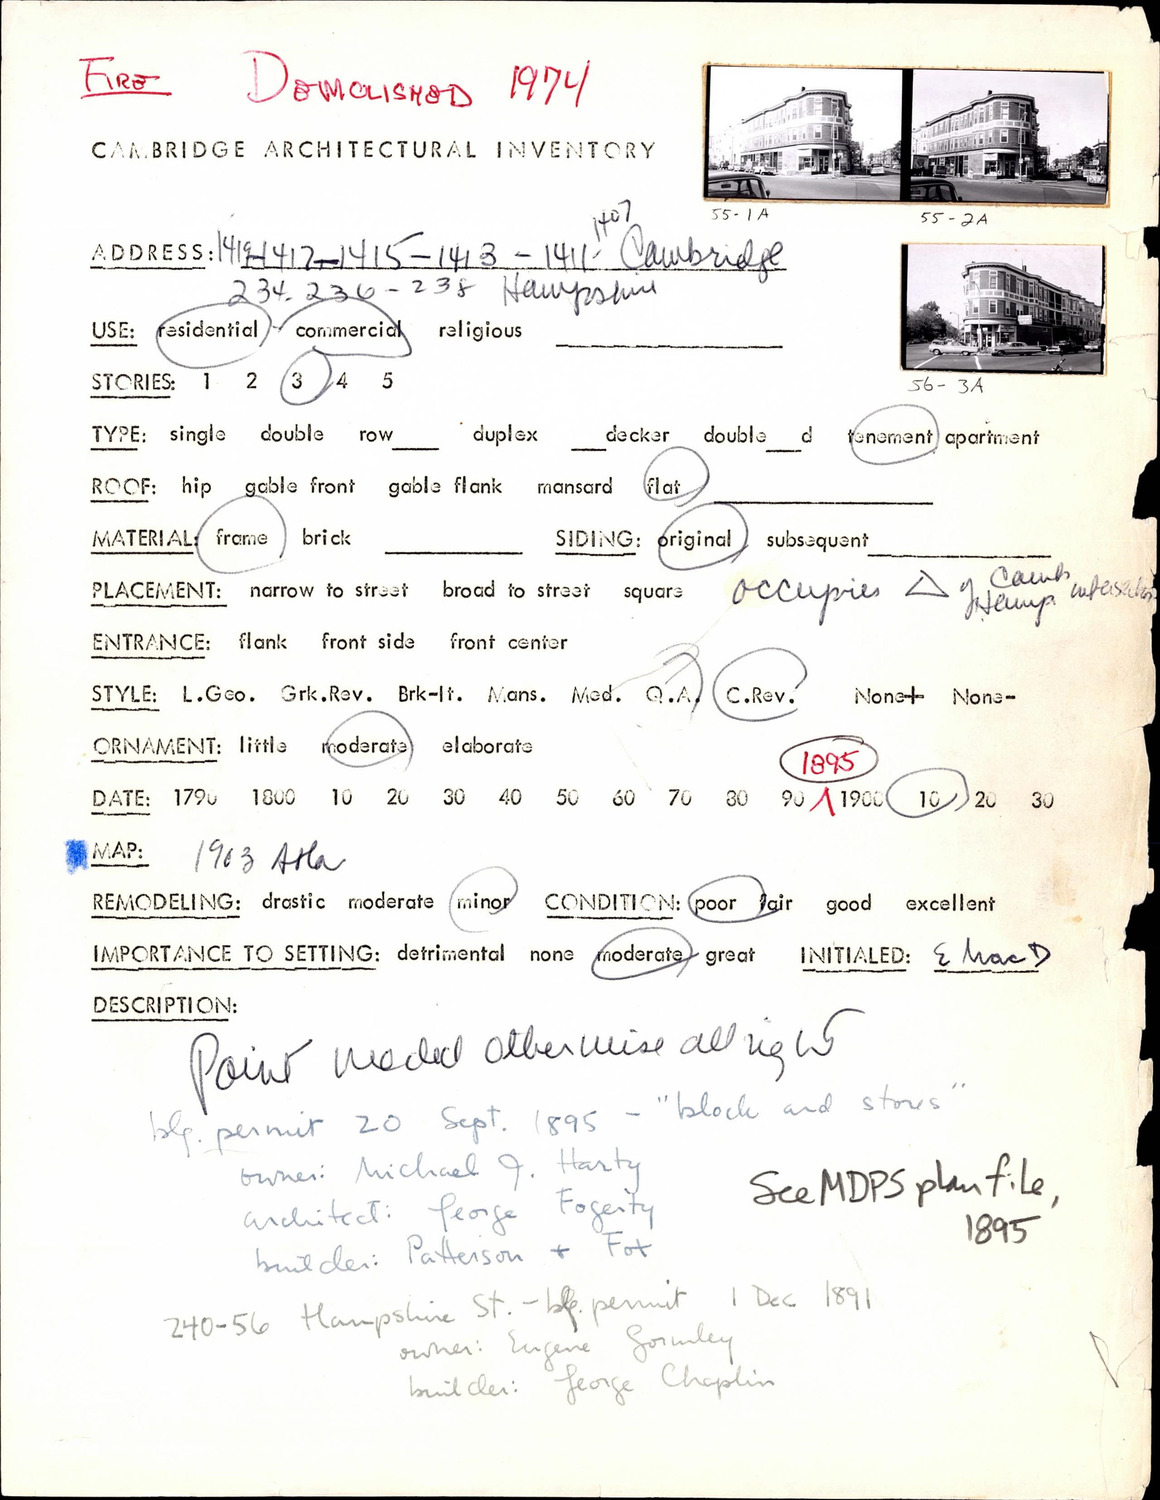 FIRE DEMOLISHED 1974
CAMBRIDGE ARCHITECTURAL INVENTORY
55-1A 55-2A
1407
ADDRESS: 1419-1417-1415-1413-1411 Cambridge
234-236-238 Hampshire
USE: residential commercial religious
56-3A
STORIES: 1 2 3 4 5
TYPE: single double row___ duplex ___decker double___d tenement apartment
ROOF: hip gable front gable flank mansard flat
MATERIAL: frame brick SIDING: original subsequent
PLACEMENT: narrow to street broad to street square occupies △ of Camb Hamp intersection
ENTRANCE: flank front side front center
STYLE: L.Geo. Grk.Rev. Brk-It. Mans. Med. Q.A. C.Rev. None+ None-
ORNAMENT: little moderate elaborate
1895
DATE: 1790 1800 10 20 30 40 50 60 70 80 90 1900 10 20 30
MAP: 1903 Atla
REMODELING: drastic moderate minor CONDITION: poor fair good excellent
IMPORTANCE TO SETTING: detrimental none moderate great INITIALED: E MacD
DESCRIPTION:
Paint needed otherwise all right
blg. permit 20 Sept. 1895 - "block and stores"
owner: Michael J. Harty
architect: George Fogerty
builder: Patterson + Fox
See MDPS plan file,
1895
240-56 Hampshire St. - blg. permit 1 Dec 1891
owner: Eugene Gormley
builder: George Chaplin